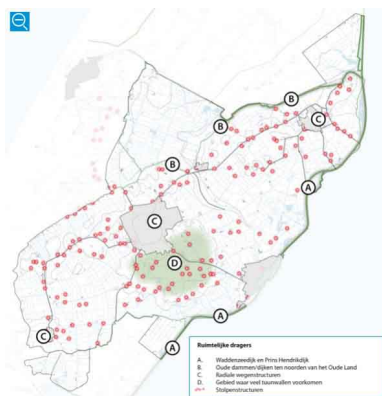 B
B
C
A
B
C
D
A
C
A
Ruimtelijke dragers
A. Waddenzeedijk en Prins Hendrikdijk
B. Oude dammen/dijken ten noorden van het Oude Land
C. Radiale wegenstructuren
D. Gebied waar veel tuunwallen voorkomen
Stolpenstructuren